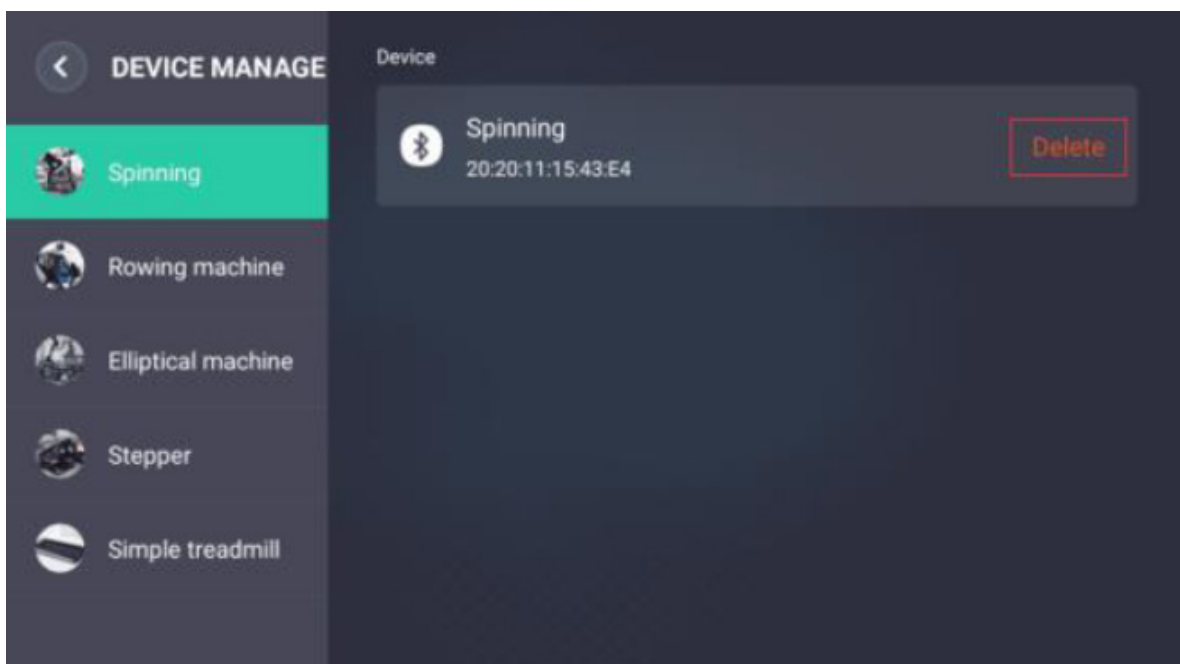 DEVICE MANAGE
Spinning
Rowing machine
Elliptical machine
Stepper
Simple treadmill
Device
Spinning
20:20:11:15:43:E4
Delete